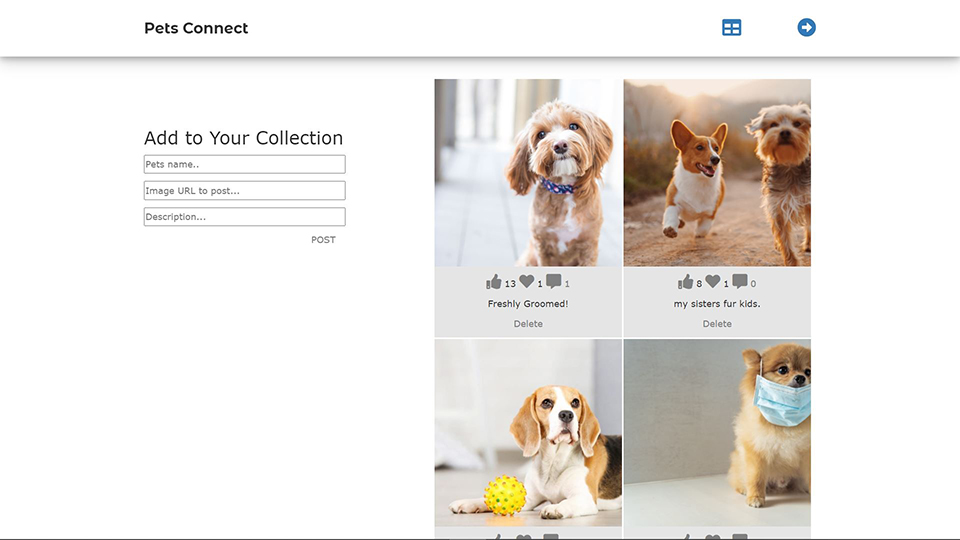 Pets Connect
Add to Your Collection
Pets name..
Image URL to post...
Description...
POST
13 1 1
Freshly Groomed!
Delete
8 1 0
my sisters fur kids.
Delete